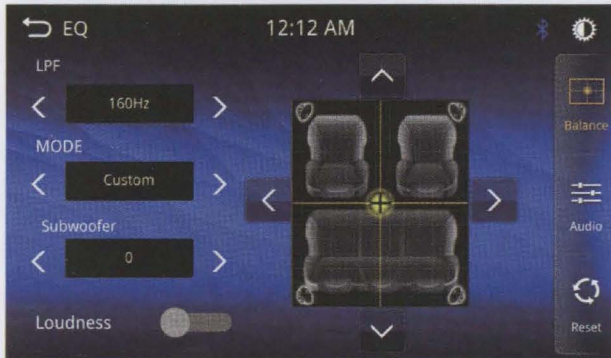 EQ
12:12 AM
LPF
160Hz
MODE
Custom
Subwoofer
0
Loudness
Balance
Audio
Reset